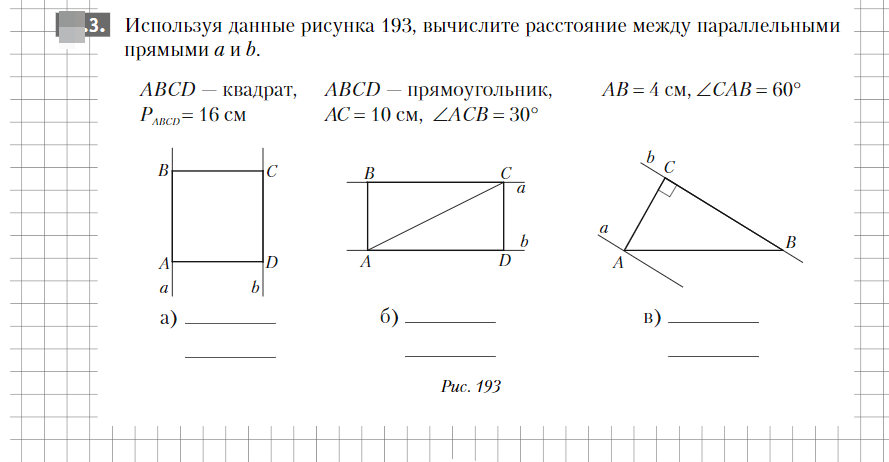 .3. Используя данные рисунка 193, вычислите расстояние между параллельными
прямыми a и b.
ABCD — квадрат,
P_ABCD = 16 см
ABCD — прямоугольник,
AC = 10 см, ∠ACB = 30°
AB = 4 см, ∠CAB = 60°
B C
A D
a b
B C
a
b
A D
b C
a
B
A
а)
б)
в)
Рис. 193